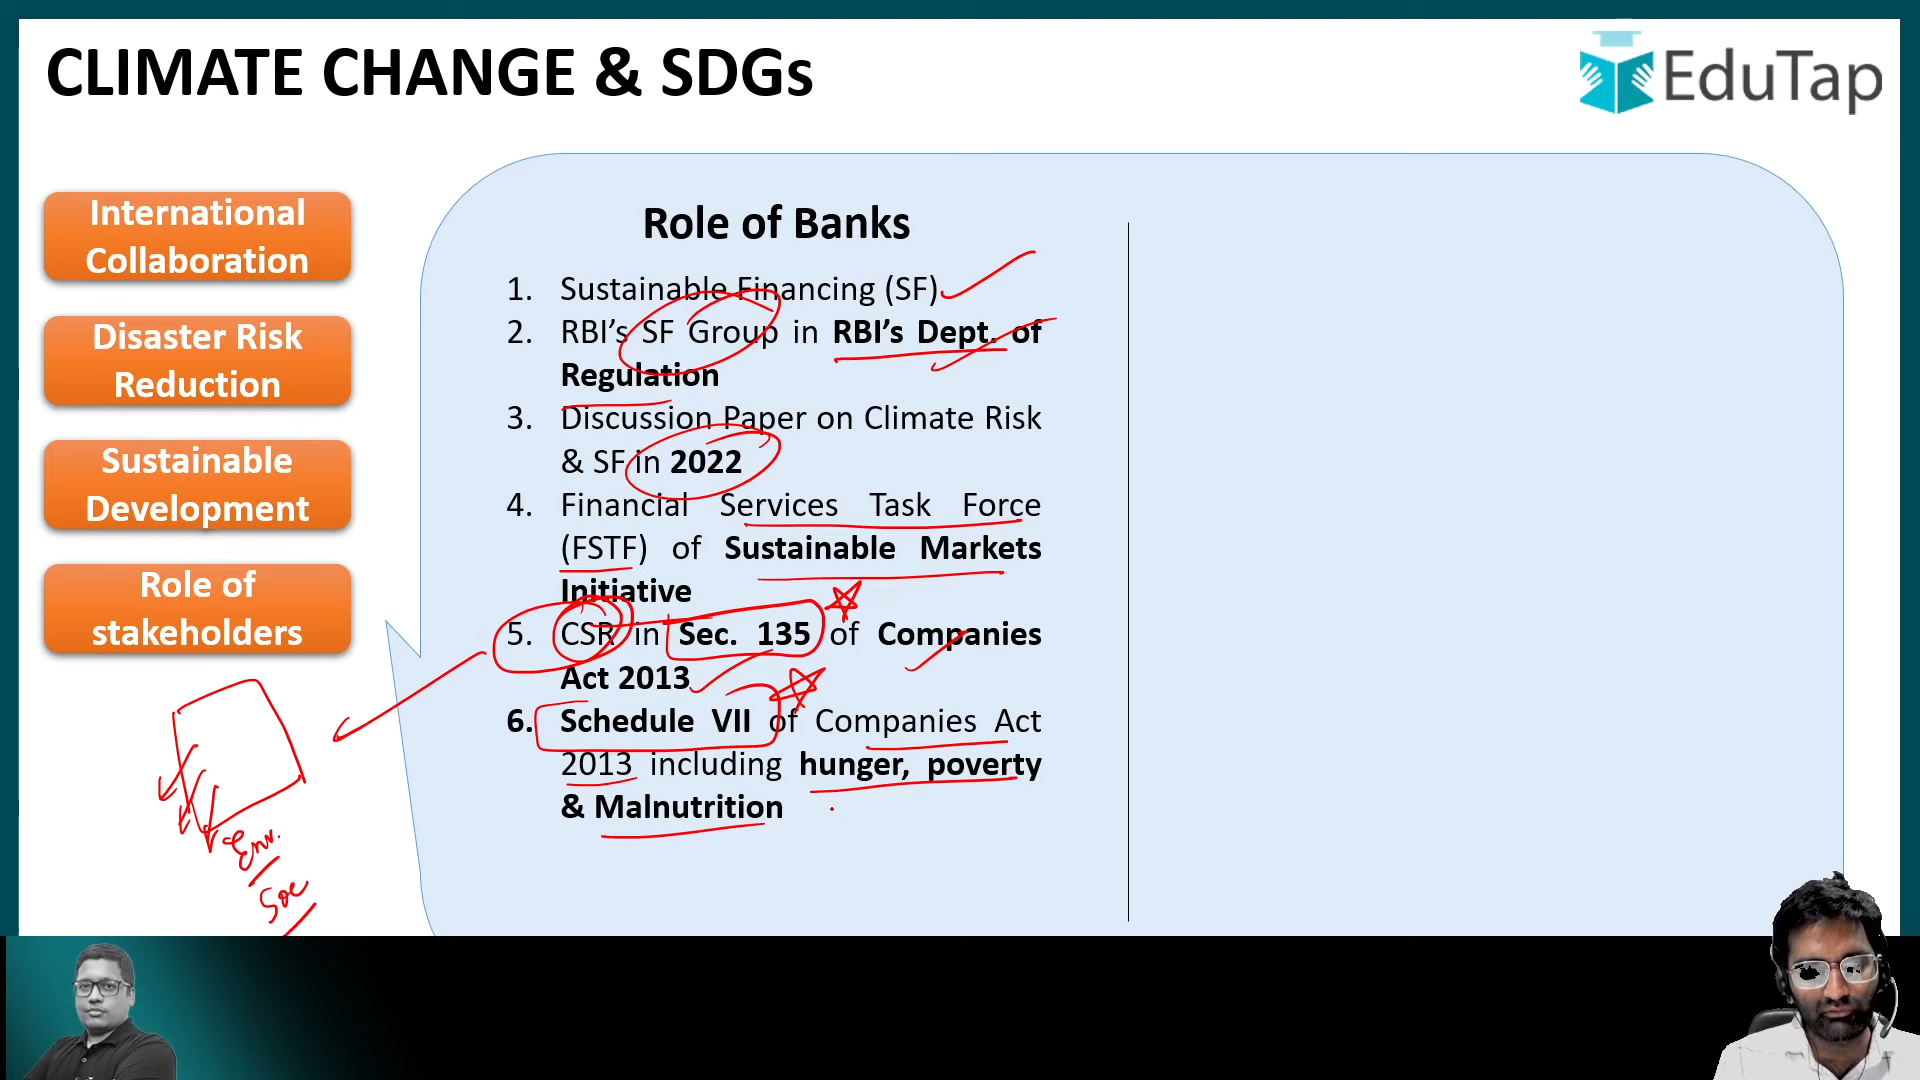 CLIMATE CHANGE & SDGs
EduTap
International
Collaboration
Disaster Risk
Reduction
Sustainable
Development
Role of
stakeholders
Role of Banks
1. Sustainable Financing (SF)
2. RBI's SF Group in RBI's Dept. of
Regulation
3. Discussion Paper on Climate Risk
& SF in 2022
4. Financial Services Task Force
(FSTF) of Sustainable Markets
Initiative
5. CSR in Sec. 135 of Companies
Act 2013
6. Schedule VII of Companies Act
2013 including hunger, poverty
& Malnutrition
Env.
Soc